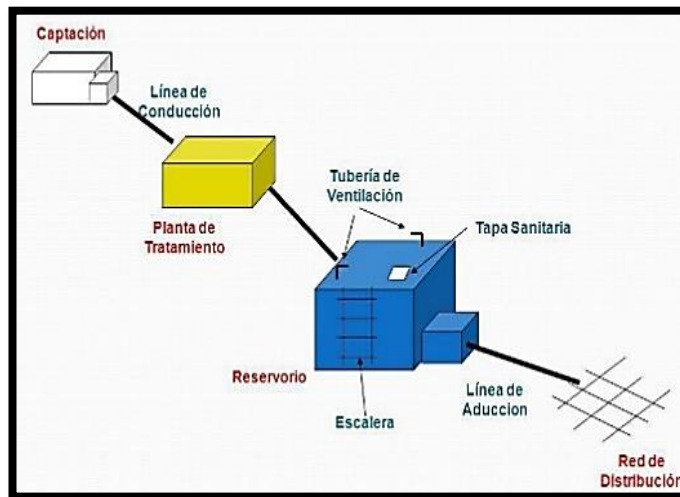 Captación
Línea de
Conducción
Tubería de
Ventilación
Planta de
Tratamiento
Tapa Sanitaria
Reservorio
Escalera
Línea de
Aduccion
Red de
Distribución